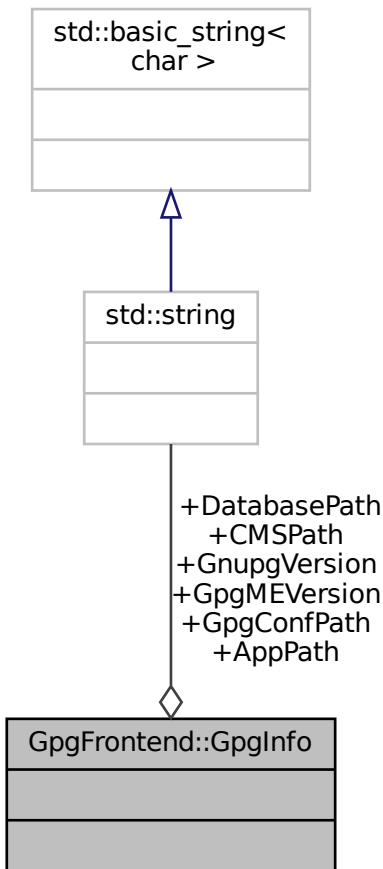 std::basic_string<
char >
std::string
+DatabasePath
+CMSPath
+GnupgVersion
+GpgMEVersion
+GpgConfPath
+AppPath
GpgFrontend::GpgInfo